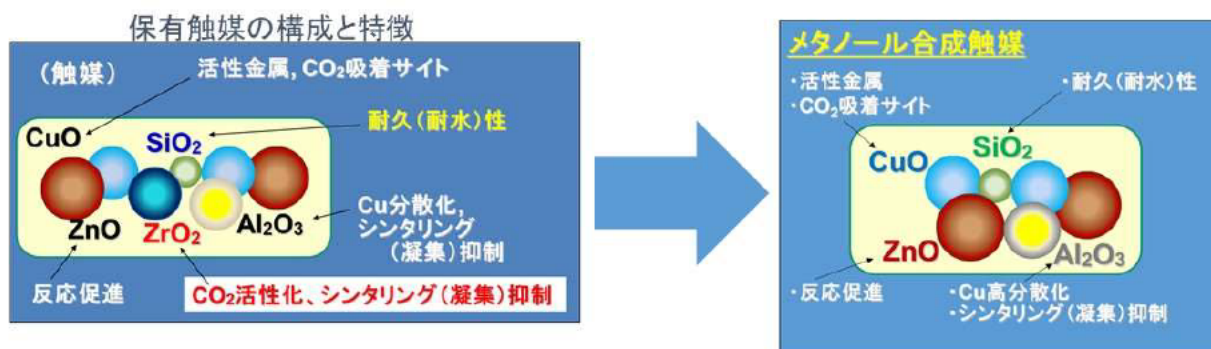 保有触媒の構成と特徴
（触媒）
活性金属，CO₂吸着サイト
CuO
SiO₂
耐久（耐水）性
ZnO
ZrO₂
Al₂O₃
Cu分散化，
シンタリング
（凝集）抑制
反応促進
CO₂活性化、シンタリング（凝集）抑制
メタノール合成触媒
・活性金属
・CO₂吸着サイト
・耐久（耐水）性
CuO
SiO₂
ZnO
Al₂O₃
・反応促進
・Cu高分散化
・シンタリング（凝集）抑制